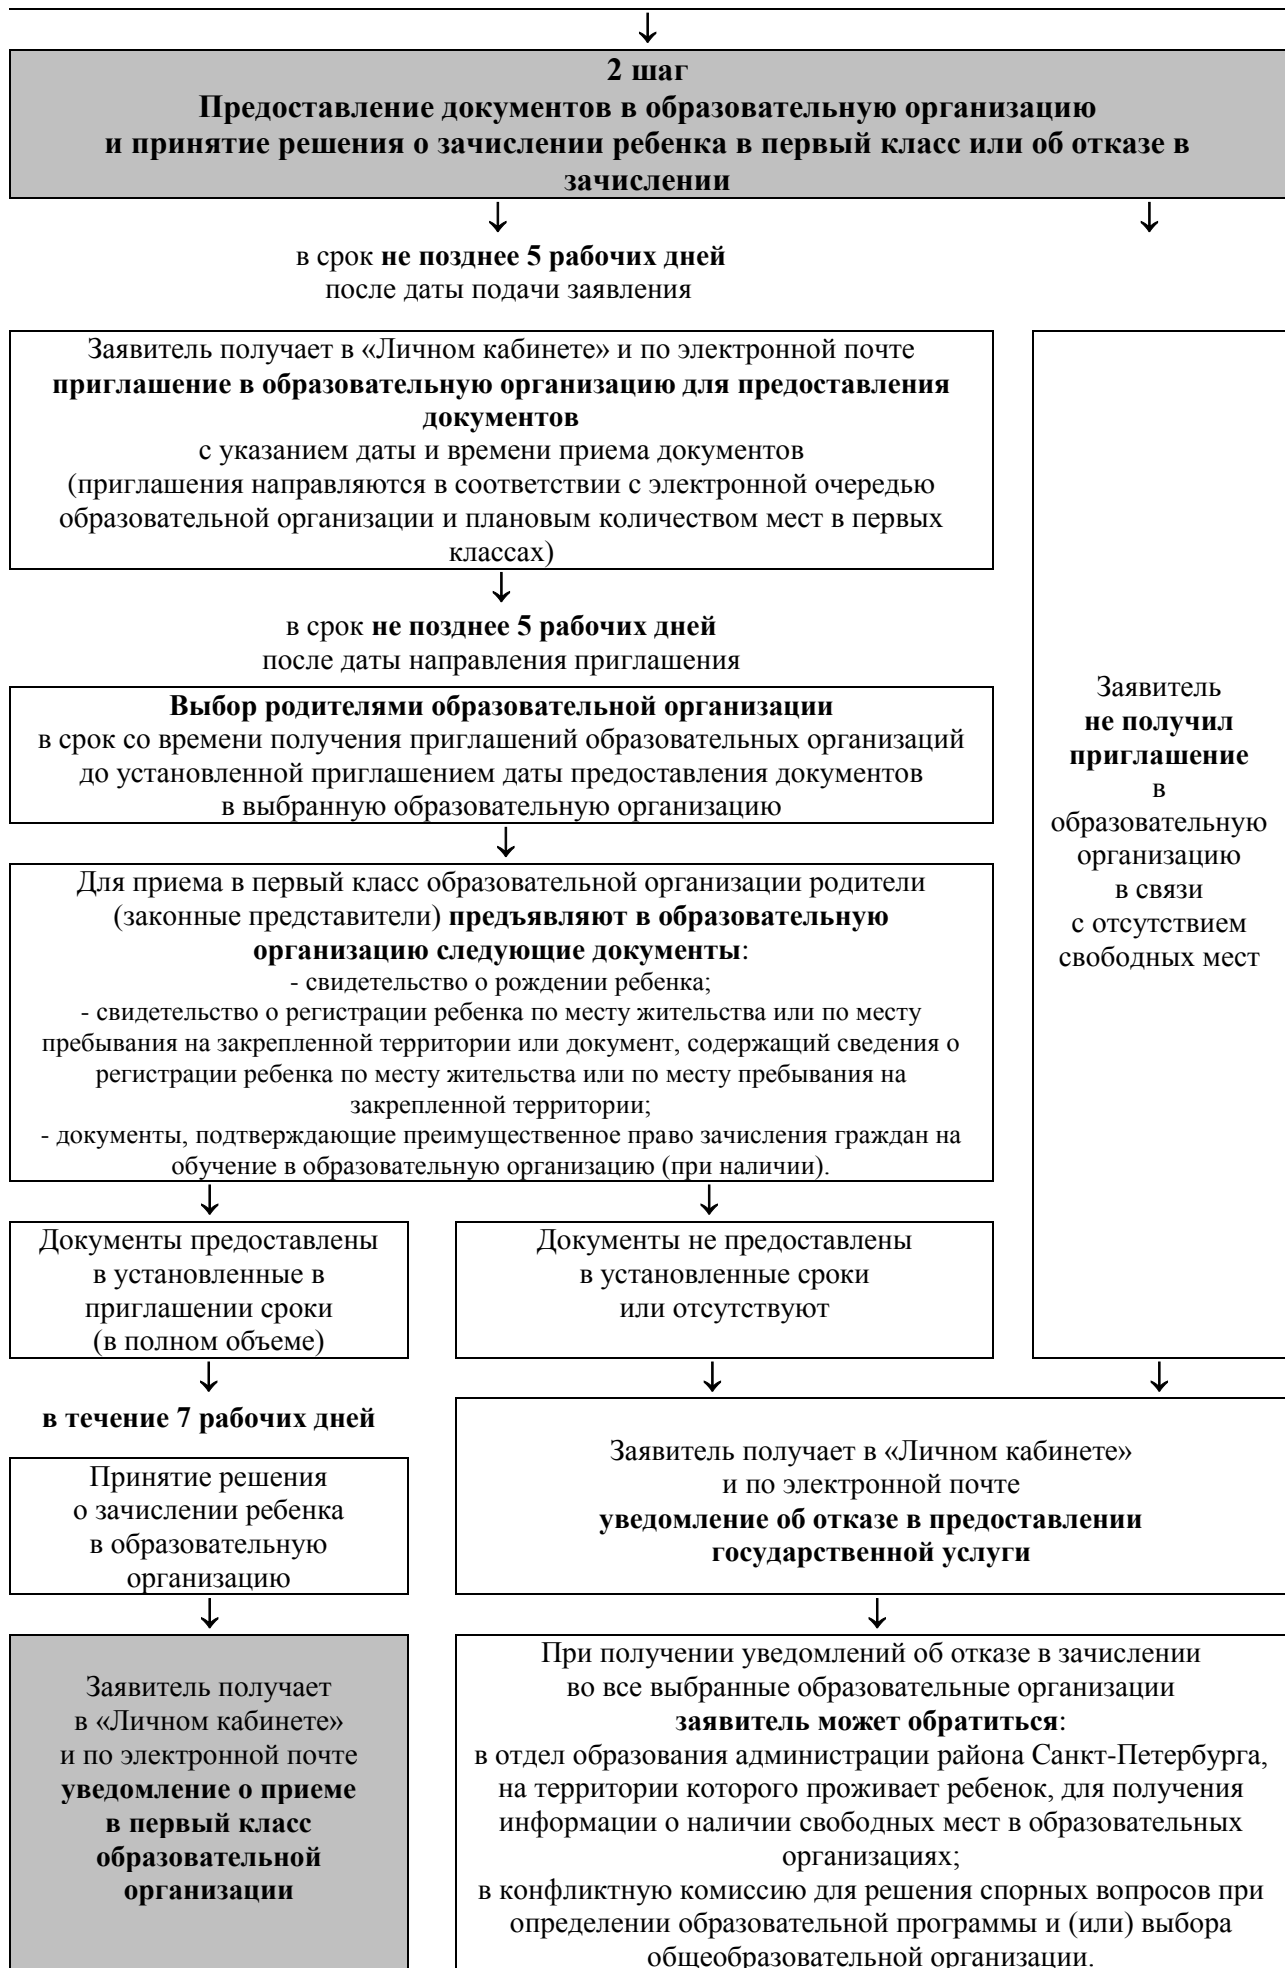 2 шаг
Предоставление документов в образовательную организацию
и принятие решения о зачислении ребенка в первый класс или об отказе в
зачислении
в срок не позднее 5 рабочих дней
после даты подачи заявления
Заявитель получает в «Личном кабинете» и по электронной почте
приглашение в образовательную организацию для предоставления
документов
с указанием даты и времени приема документов
(приглашения направляются в соответствии с электронной очередью
образовательной организации и плановым количеством мест в первых
классах)
в срок не позднее 5 рабочих дней
после даты направления приглашения
Выбор родителями образовательной организации
в срок со времени получения приглашений образовательных организаций
до установленной приглашением даты предоставления документов
в выбранную образовательную организацию
Для приема в первый класс образовательной организации родители
(законные представители) предъявляют в образовательную
организацию следующие документы:
- свидетельство о рождении ребенка;
- свидетельство о регистрации ребенка по месту жительства или по месту
пребывания на закрепленной территории или документ, содержащий сведения о
регистрации ребенка по месту жительства или по месту пребывания на
закрепленной территории;
- документы, подтверждающие преимущественное право зачисления граждан на
обучение в образовательную организацию (при наличии).
Заявитель
не получил
приглашение
в
образовательную
организацию
в связи
с отсутствием
свободных мест
Документы предоставлены
в установленные в
приглашении сроки
(в полном объеме)
Документы не предоставлены
в установленные сроки
или отсутствуют
в течение 7 рабочих дней
Принятие решения
о зачислении ребенка
в образовательную
организацию
Заявитель получает в «Личном кабинете»
и по электронной почте
уведомление об отказе в предоставлении
государственной услуги
Заявитель получает
в «Личном кабинете»
и по электронной почте
уведомление о приеме
в первый класс
образовательной
организации
При получении уведомлений об отказе в зачислении
во все выбранные образовательные организации
заявитель может обратиться:
в отдел образования администрации района Санкт-Петербурга,
на территории которого проживает ребенок, для получения
информации о наличии свободных мест в образовательных
организациях;
в конфликтную комиссию для решения спорных вопросов при
определении образовательной программы и (или) выбора
общеобразовательной организации.